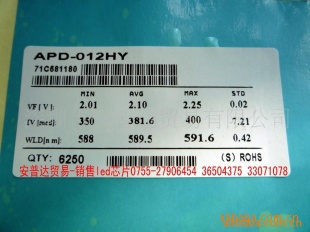 APD-012HY
71C681180
MIN AVG MAX STD
VF(V) 2.01 2.10 2.25 0.02
IV(med) 350 381.6 400 7.21
WLD(nm) 588 589.5 591.6 0.42
QTY: 6250 (S) ROHS
安普达贸易-销售led芯片0755-27906454 36504375 33071078